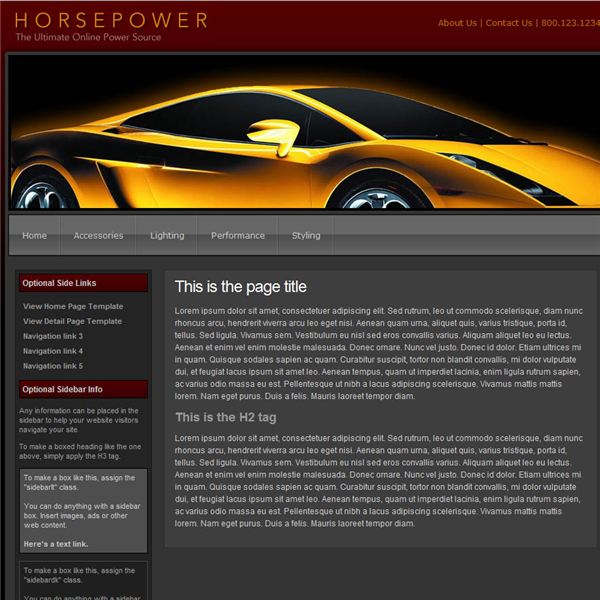 HORSEPOWER
The Ultimate Online Power Source
About Us | Contact Us | 800.123.1234
Home
Accessories
Lighting
Performance
Styling
Optional Side Links
View Home Page Template
View Detail Page Template
Navigation link 3
Navigation link 4
Navigation link 5
Optional Sidebar Info
Any information can be placed in the
sidebar to help your website visitors
navigate your site.
To make a boxed heading like the one
above, simply apply the H3 tag.
To make a box like this, assign the
"sidebarlt" class.
You can do anything with a sidebar
box. Insert images, ads or other
web content.
Here's a text link.
To make a box like this, assign the
"sidebardk" class.
You can do anything with a sidebar
This is the page title
Lorem ipsum dolor sit amet, consectetuer adipiscing elit. Sed rutrum, leo ut commodo scelerisque, diam nunc
rhoncus arcu, hendrerit viverra arcu leo eget nisi. Aenean quam urna, aliquet quis, varius tristique, porta id,
tellus. Sed ligula. Vivamus sem. Vestibulum eu nisl sed eros convallis varius. Aliquam aliquet leo eu lectus.
Aenean et enim vel enim molestie malesuada. Donec ornare. Nunc vel justo. Donec id dolor. Etiam ultrices mi
in quam. Quisque sodales sapien ac quam. Curabitur suscipit, tortor non blandit convallis, mi dolor vulputate
dui, et feugiat lacus ipsum sit amet leo. Aenean tempus, quam ut imperdiet lacinia, enim ligula rutrum sapien,
ac varius odio massa eu est. Pellentesque ut nibh a lacus adipiscing scelerisque. Vivamus mattis mattis
lorem. Nam eget purus. Duis a felis. Mauris laoreet tempor diam.
This is the H2 tag
Lorem ipsum dolor sit amet, consectetuer adipiscing elit. Sed rutrum, leo ut commodo scelerisque, diam nunc
rhoncus arcu, hendrerit viverra arcu leo eget nisi. Aenean quam urna, aliquet quis, varius tristique, porta id,
tellus. Sed ligula. Vivamus sem. Vestibulum eu nisl sed eros convallis varius. Aliquam aliquet leo eu lectus.
Aenean et enim vel enim molestie malesuada. Donec ornare. Nunc vel justo. Donec id dolor. Etiam ultrices mi
in quam. Quisque sodales sapien ac quam. Curabitur suscipit, tortor non blandit convallis, mi dolor vulputate
dui, et feugiat lacus ipsum sit amet leo. Aenean tempus, quam ut imperdiet lacinia, enim ligula rutrum sapien,
ac varius odio massa eu est. Pellentesque ut nibh a lacus adipiscing scelerisque. Vivamus mattis mattis
lorem. Nam eget purus. Duis a felis. Mauris laoreet tempor diam.